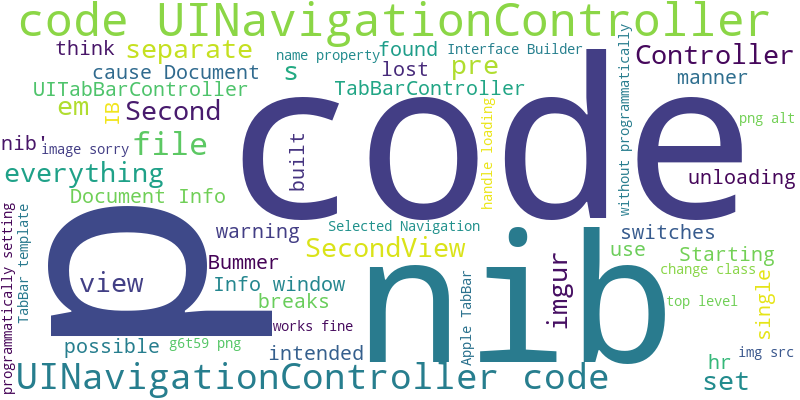 code UINavigationController
think
separate
name property
found
Interface Builder
Controller
cause Document
s
lost
pre
manner
UITabBarController
TabBarController
em
IB
Second
code
png alt
nib'
image sorry
file
built
handle loading
without programmatically
everything
unloading
Document Info
p
Selected Navigation
warning
SecondView
switches
programmatically setting
TabBar template
Bummer
nib
imgur
use
Starting
view
Info window
Apple TabBar
change class
single
breaks
top level
works fine
possible
g6t59 png
intended
img src
hr
UINavigationController code
set